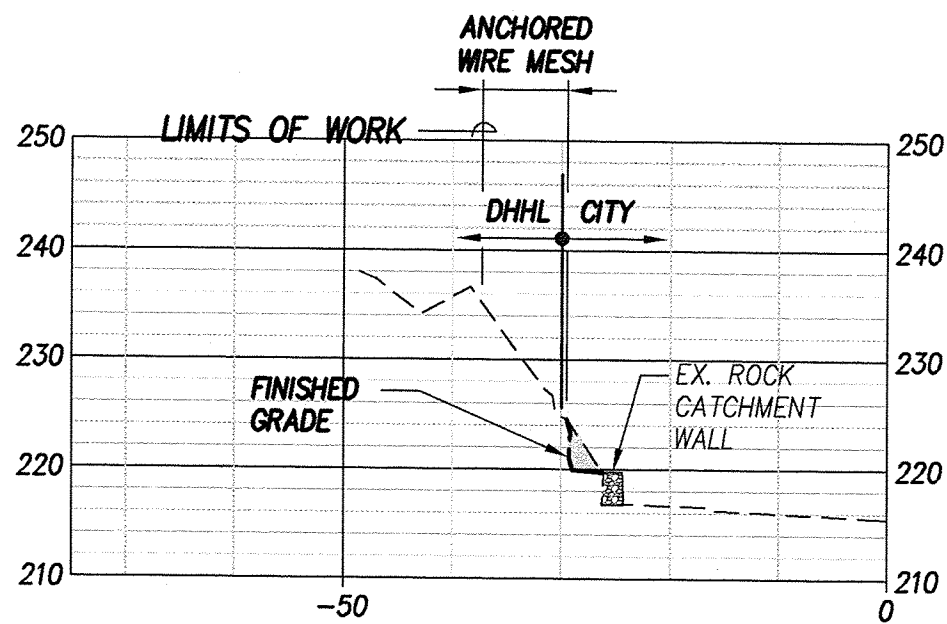 ANCHORED
WIRE MESH
LIMITS OF WORK
250
250
DHHL CITY
240
240
230
230
FINISHED
GRADE
EX. ROCK
CATCHMENT
WALL
220
220
210
210
-50
0